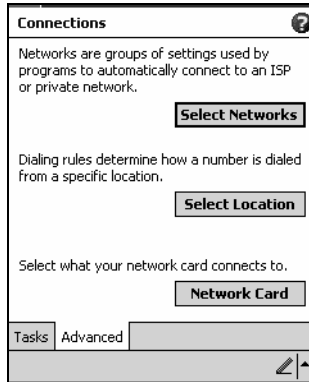 Connections ?
Networks are groups of settings used by
programs to automatically connect to an ISP
or private network.
Select Networks
Dialing rules determine how a number is dialed
from a specific location.
Select Location
Select what your network card connects to.
Network Card
Tasks Advanced